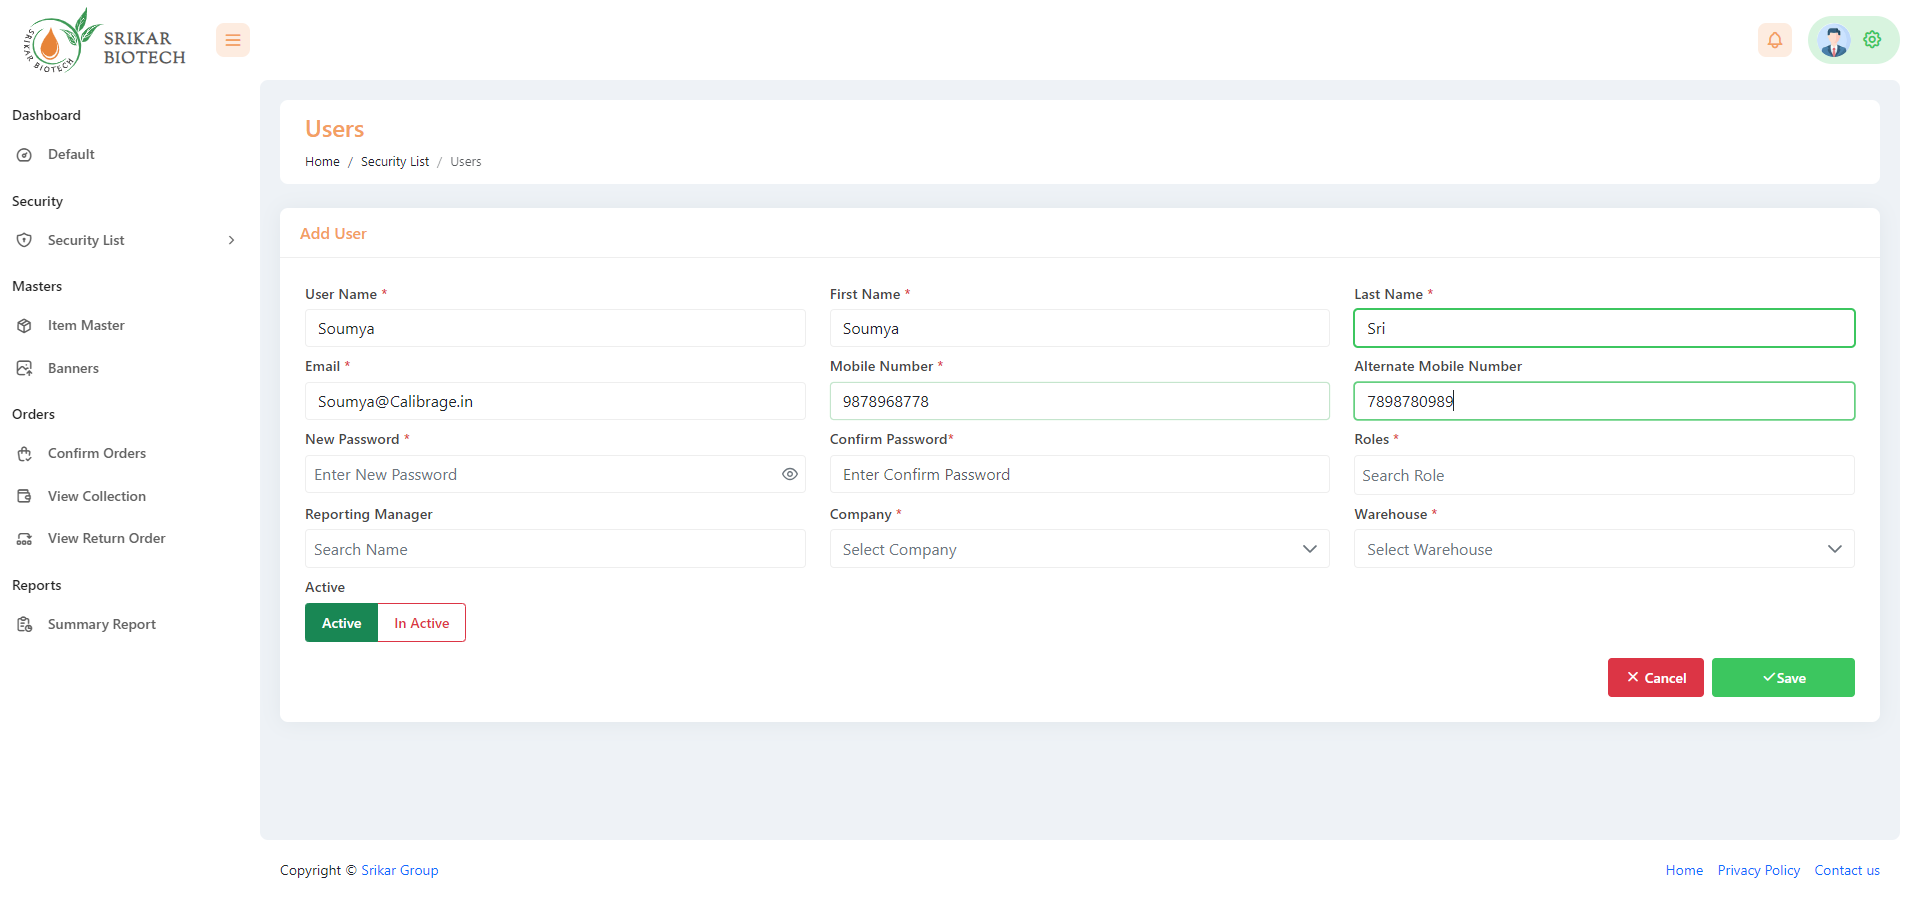 SRIKAR BIOTECH
SRIKAR
BIOTECH
Dashboard
Default
Security
Security List
Masters
Item Master
Banners
Orders
Confirm Orders
View Collection
View Return Order
Reports
Summary Report
Users
Home / Security List / Users
Add User
User Name * First Name * Last Name *
Soumya Soumya Sri
Email * Mobile Number * Alternate Mobile Number
Soumya@Calibrage.in 9878968778 7898780989
New Password * Confirm Password* Roles *
Enter New Password Enter Confirm Password Search Role
Reporting Manager Company * Warehouse *
Search Name Select Company Select Warehouse
Active
Active In Active
Cancel Save
Copyright © Srikar Group Home Privacy Policy Contact us